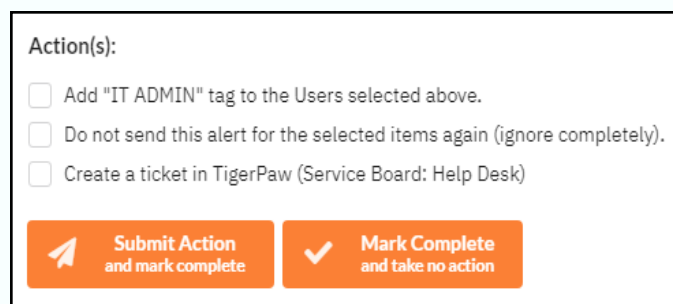 Action(s):
Add "IT ADMIN" tag to the Users selected above.
Do not send this alert for the selected items again (ignore completely).
Create a ticket in TigerPaw (Service Board: Help Desk)
Submit Action
and mark complete
Mark Complete
and take no action